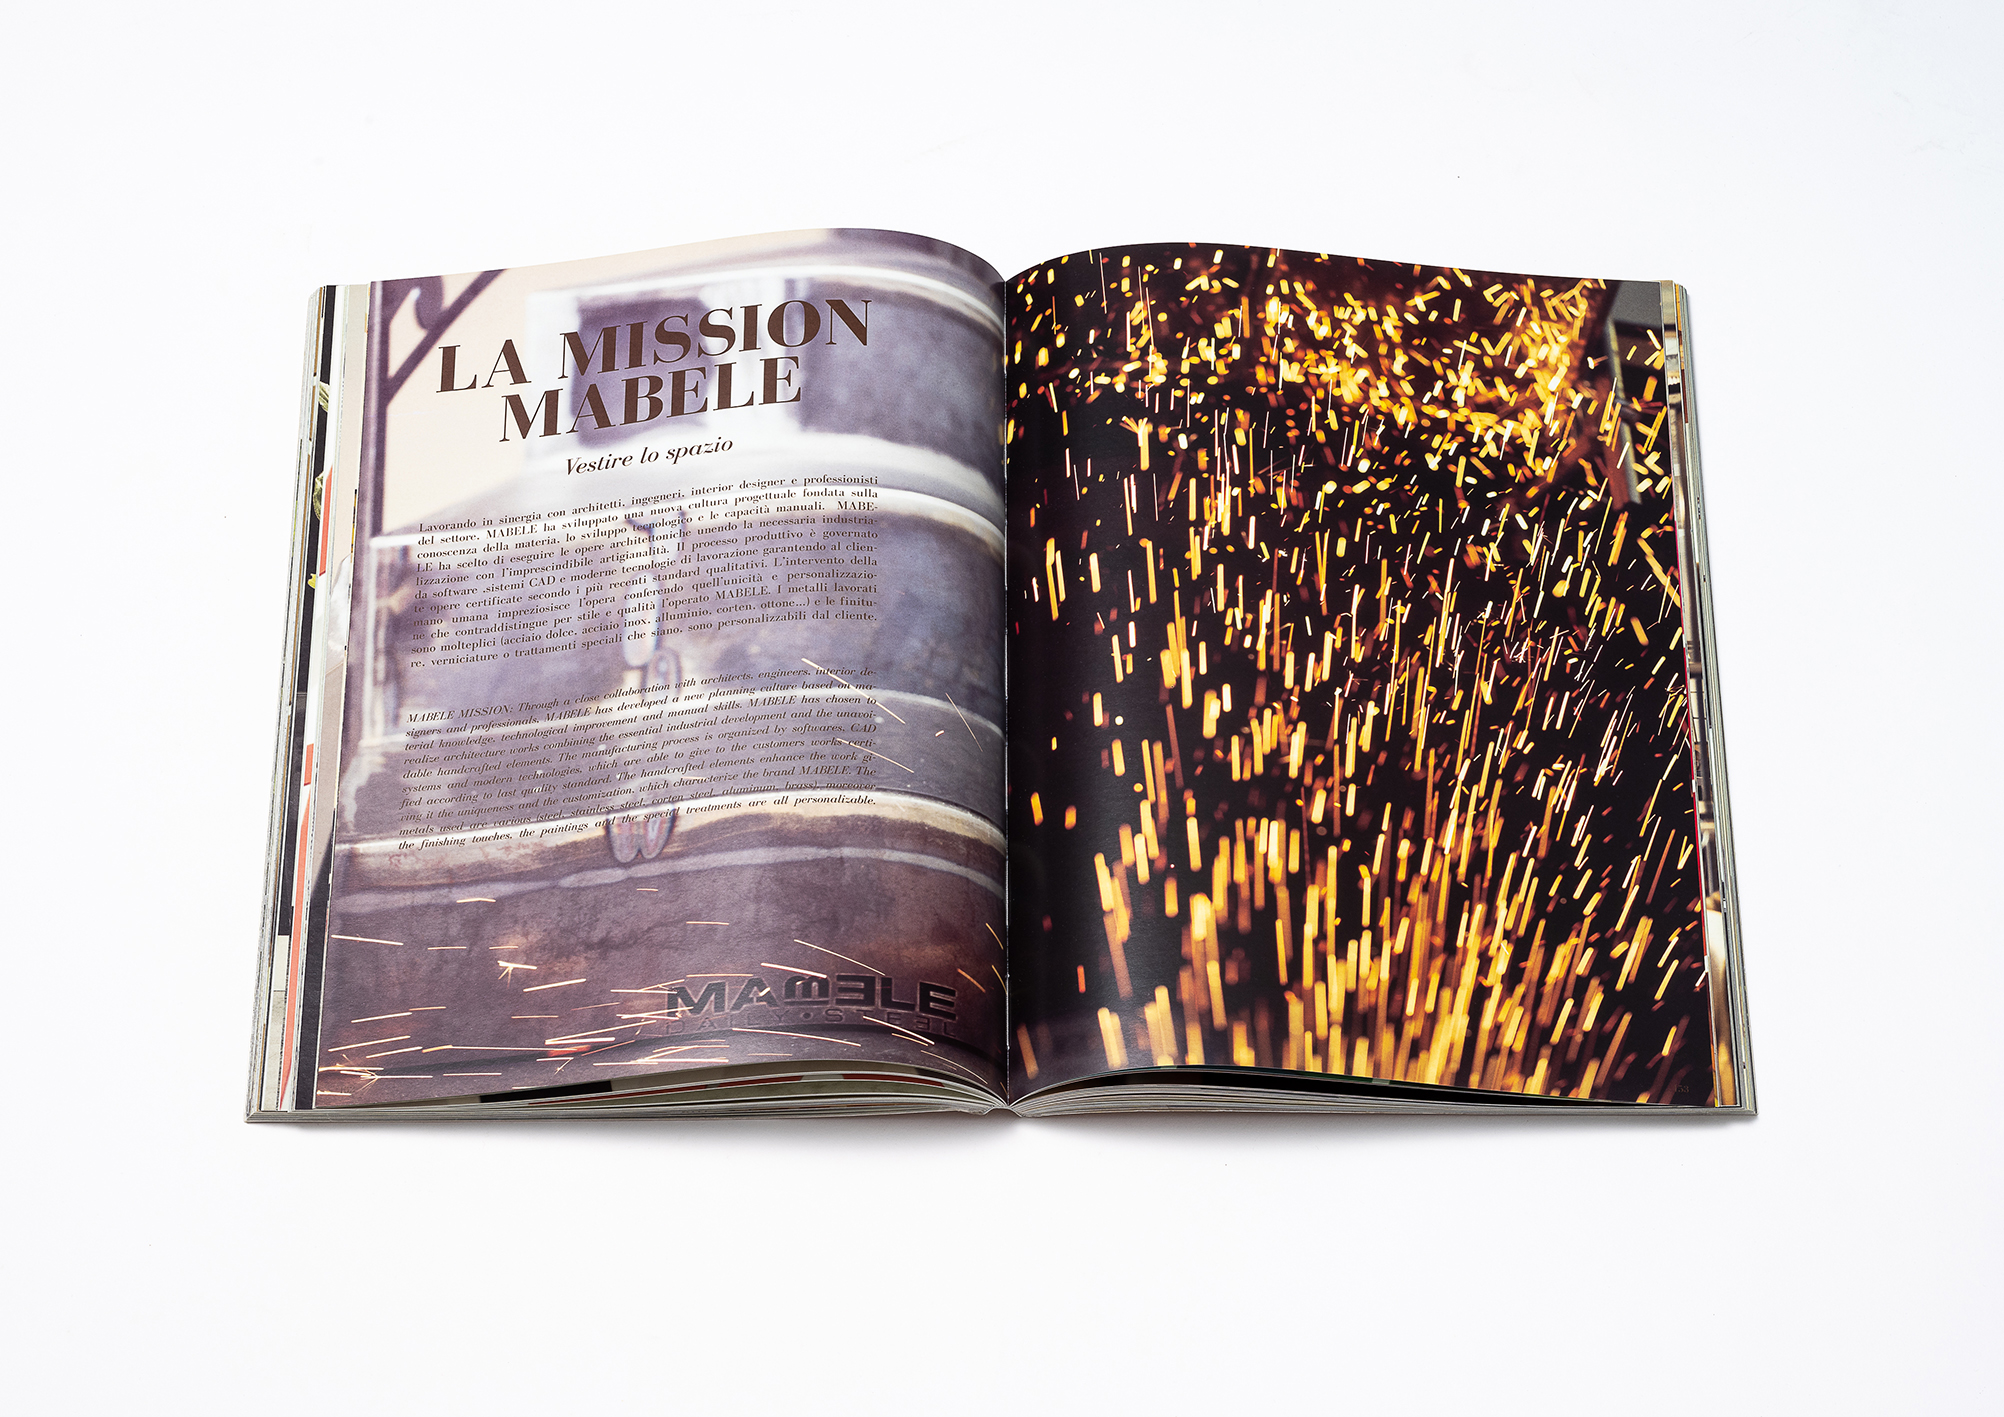 LA MISSION
MABELE
Vestire lo spazio
Lavorando in sinergia con architetti, ingegneri, interior designer e professionisti
del settore, MABELE ha sviluppato una nuova cultura progettuale fondata sulla
conoscenza della materia, lo sviluppo tecnologico e le capacità manuali. MABE-
LE ha scelto di eseguire le opere architettoniche unendo la necessaria industria-
lizzazione con l'imprescindibile artigianalità. Il processo produttivo è governato
da software ,sistemi CAD e moderne tecnologie di lavorazione garantendo al clien-
te opere certificate secondo i più recenti standard qualitativi. L'intervento della
mano umana impreziosisce l'opera conferendo quell'unicità e personalizzazio-
ne che contraddistingue per stile e qualità l'operato MABELE. I metalli lavorati
sono molteplici (acciaio dolce, acciaio inox, alluminio, corten, ottone...) e le finitu-
re, verniciature o trattamenti speciali che siano, sono personalizzabili dal cliente.
MABELE MISSION: Through a close collaboration with architects, engineers, interior de-
signers and professionals, MABELE has developed a new planning culture based on ma-
terial knowledge, technological improvement and manual skills. MABELE has chosen to
realize architecture works combining the essential industrial development and the unavoi-
dable handcrafted elements. The manufacturing process is organized by softwares, CAD
systems and modern technologies, which are able to give to the customers works certi-
fied according to last quality standard. The handcrafted elements enhance the work gi-
ving it the uniqueness and the customization, which characterize the brand MABELE. The
metals used are various (steel, stainless steel, corten steel, aluminum, brass), moreover
the finishing touches, the paintings and the special treatments are all personalizable.
MABELE
DAILY•STEEL